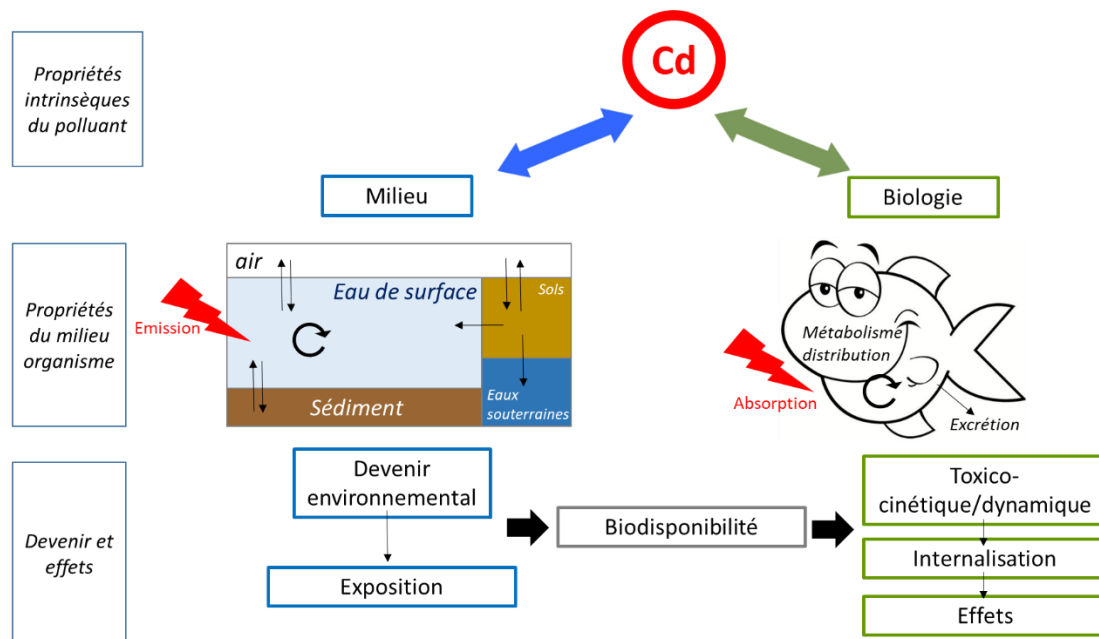 Propriétés
intrinsèques
du polluant
Cd
Milieu
Biologie
Propriétés
du milieu
organisme
air
Eau de surface
Sols
Emission
Sédiment
Eaux
souterraines
Métabolisme
distribution
Absorption
Excrétion
Devenir et
effets
Devenir
environnemental
Exposition
Biodisponibilité
Toxico-
cinétique/dynamique
Internalisation
Effets